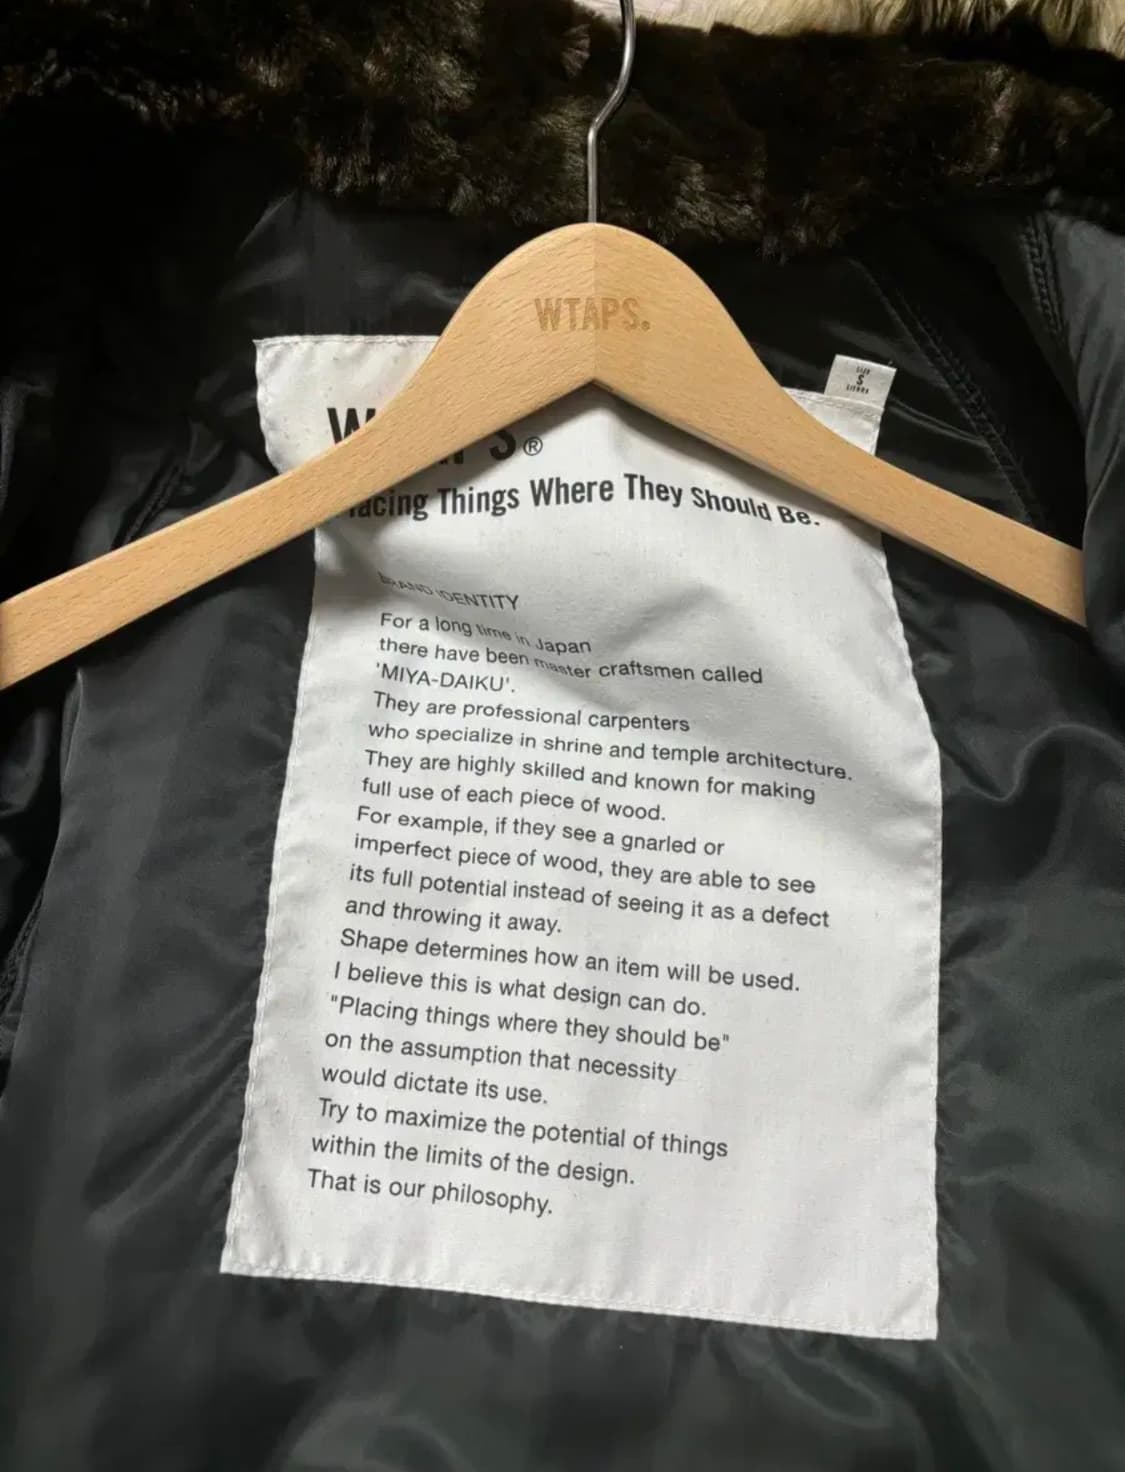 WTAPS.
SIZE
S
®
Things Where They Should Be.
BRAND IDENTITY
For a long time in Japan
there have been master craftsmen called
'MIYA-DAIKU'.
They are professional carpenters
who specialize in shrine and temple architecture.
They are highly skilled and known for making
full use of each piece of wood.
For example, if they see a gnarled or
imperfect piece of wood, they are able to see
its full potential instead of seeing it as a defect
and throwing it away.
Shape determines how an item will be used.
I believe this is what design can do.
"Placing things where they should be"
on the assumption that necessity
would dictate its use.
Try to maximize the potential of things
within the limits of the design.
That is our philosophy.